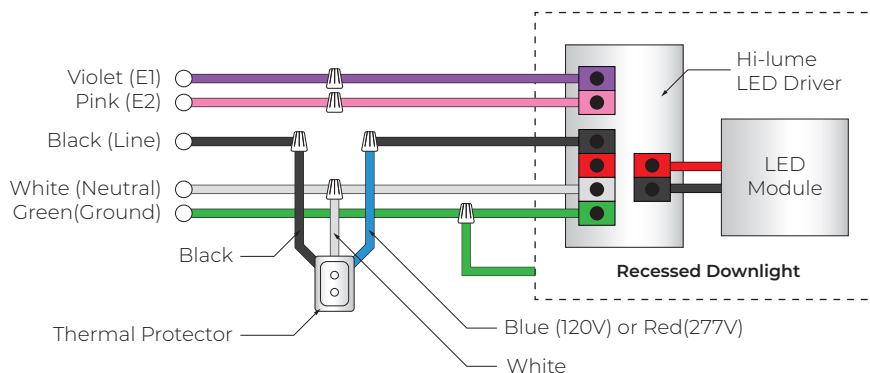 Violet (E1)
Pink (E2)
Black (Line)
White (Neutral)
Green(Ground)
Black
Thermal Protector
Blue (120V) or Red(277V)
White
Hi-lume
LED Driver
LED
Module
Recessed Downlight